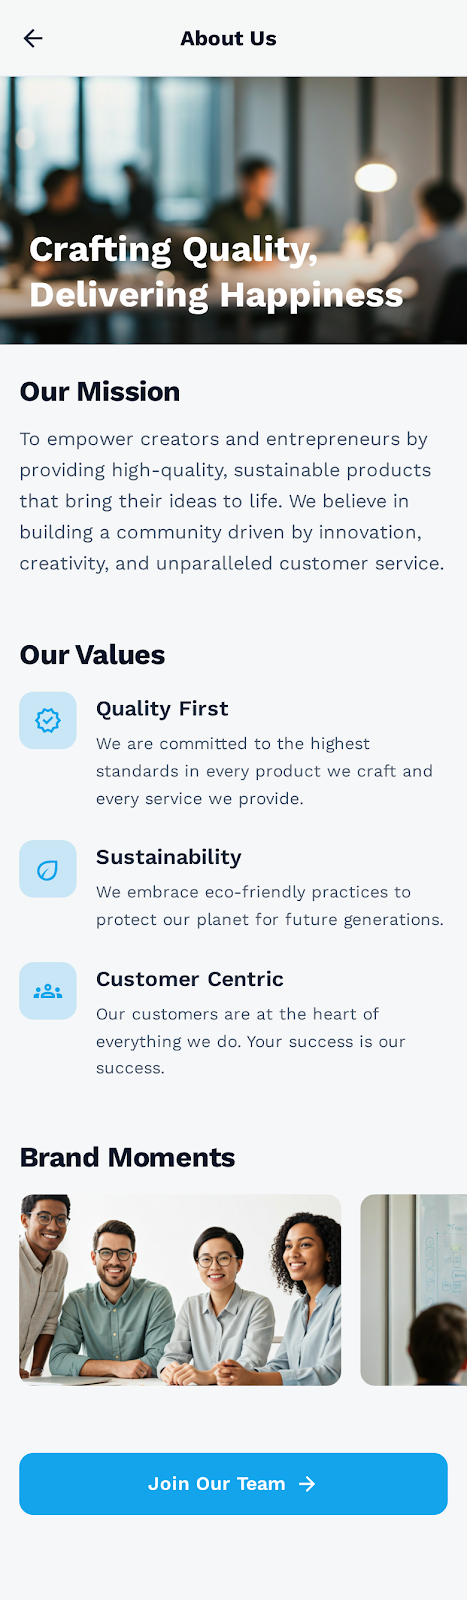 About Us
Crafting Quality,
Delivering Happiness
Our Mission
To empower creators and entrepreneurs by
providing high-quality, sustainable products
that bring their ideas to life. We believe in
building a community driven by innovation,
creativity, and unparalleled customer service.
Our Values
Quality First
We are committed to the highest
standards in every product we craft and
every service we provide.
Sustainability
We embrace eco-friendly practices to
protect our planet for future generations.
Customer Centric
Our customers are at the heart of
everything we do. Your success is our
success.
Brand Moments
Join Our Team